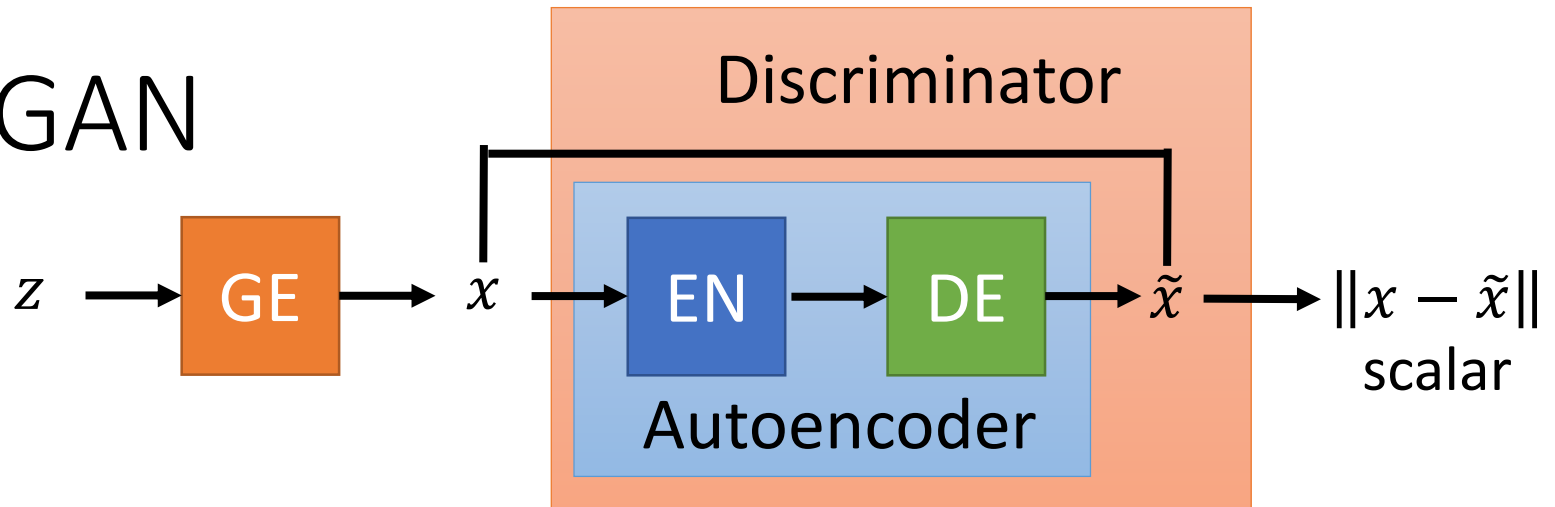 GAN
Discriminator
z GE x EN DE x̃ ‖x − x̃‖
scalar
Autoencoder